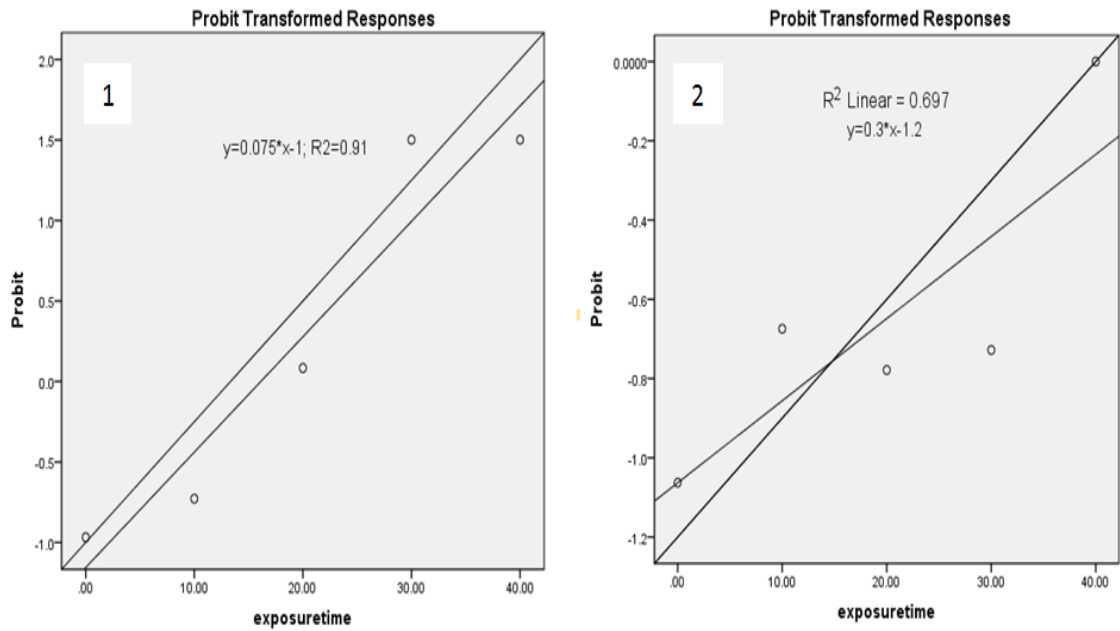 Probit Transformed Responses
1
y=0.075*x-1; R2=0.91
2.0
1.5
1.0
0.5
0.0
-0.5
-1.0
Probit
.00 10.00 20.00 30.00 40.00
exposuretime
Probit Transformed Responses
2
R2 Linear = 0.697
y=0.3*x-1.2
0.0000
-0.2
-0.4
-0.6
-0.8
-1.0
-1.2
Probit
.00 10.00 20.00 30.00 40.00
exposuretime